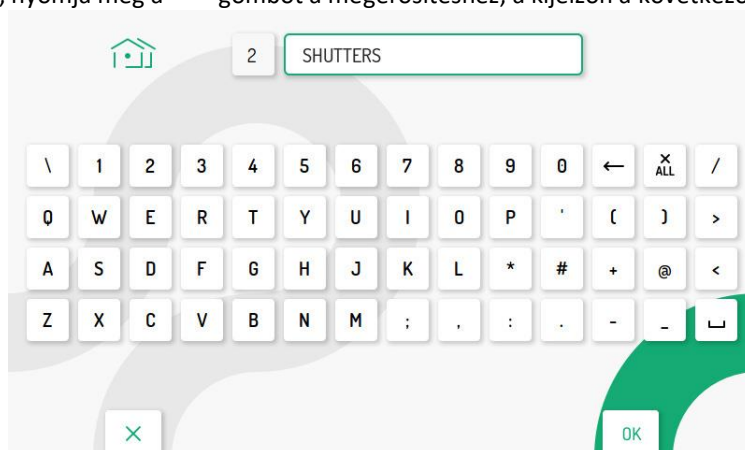 nyomja meg a gombot a megerősítéshez, a kijelzőn a következő
2 SHUTTERS
\ 1 2 3 4 5 6 7 8 9 0 ← × ALL /
Q W E R T Y U I O P ' ( ) >
A S D F G H J K L * # + @ <
Z X C V B N M ; , : . - _ ⌴
× OK